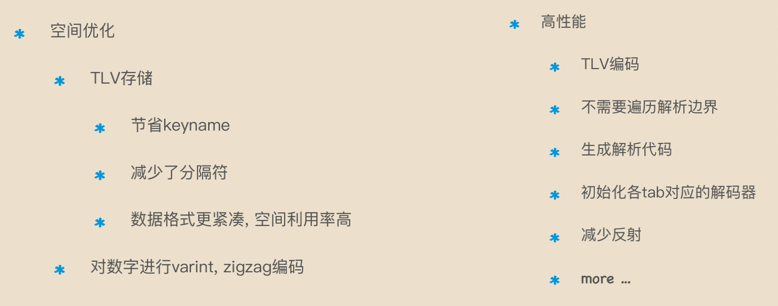 空间优化
TLV存储
节省keyname
减少了分隔符
数据格式更紧凑, 空间利用率高
对数字进行varint, zigzag编码
高性能
TLV编码
不需要遍历解析边界
生成解析代码
初始化各tab对应的解码器
减少反射
more ...